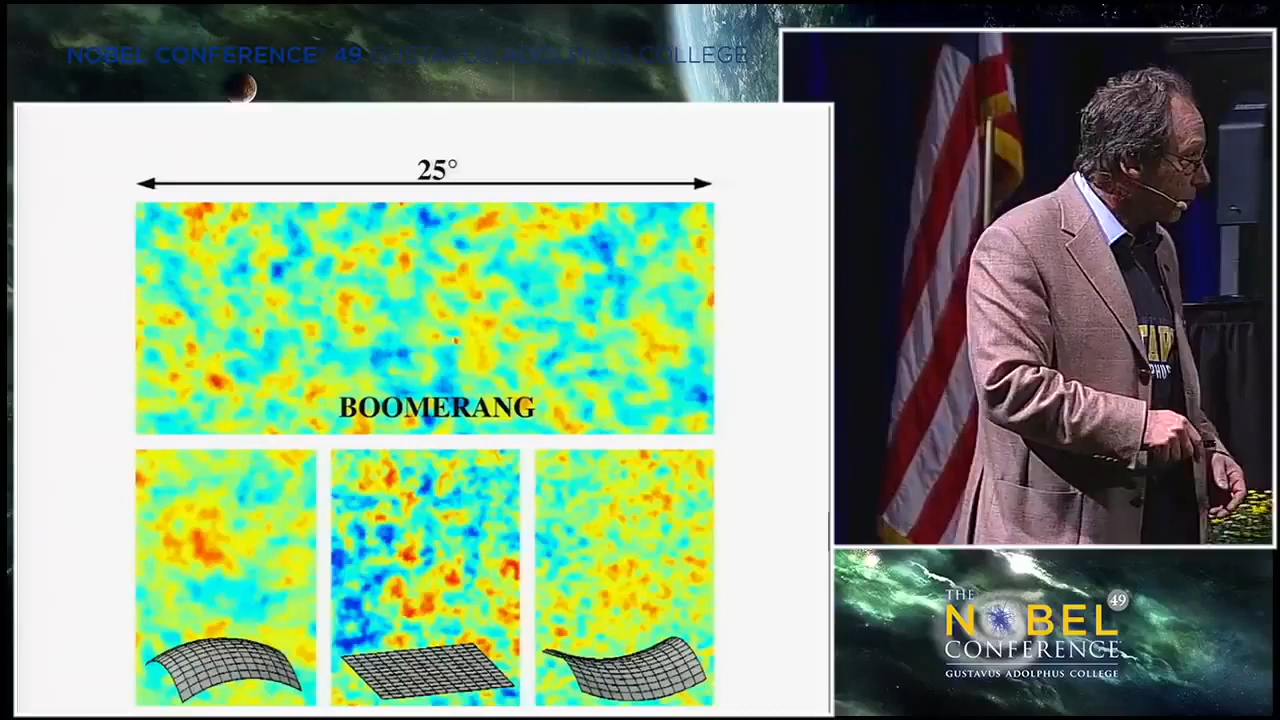 NOBEL CONFERENCE 49 GUSTAVUS ADOLPHUS COLLEGE
25°
BOOMERANG
THE
NOBEL
49
CONFERENCE
GUSTAVUS ADOLPHUS COLLEGE